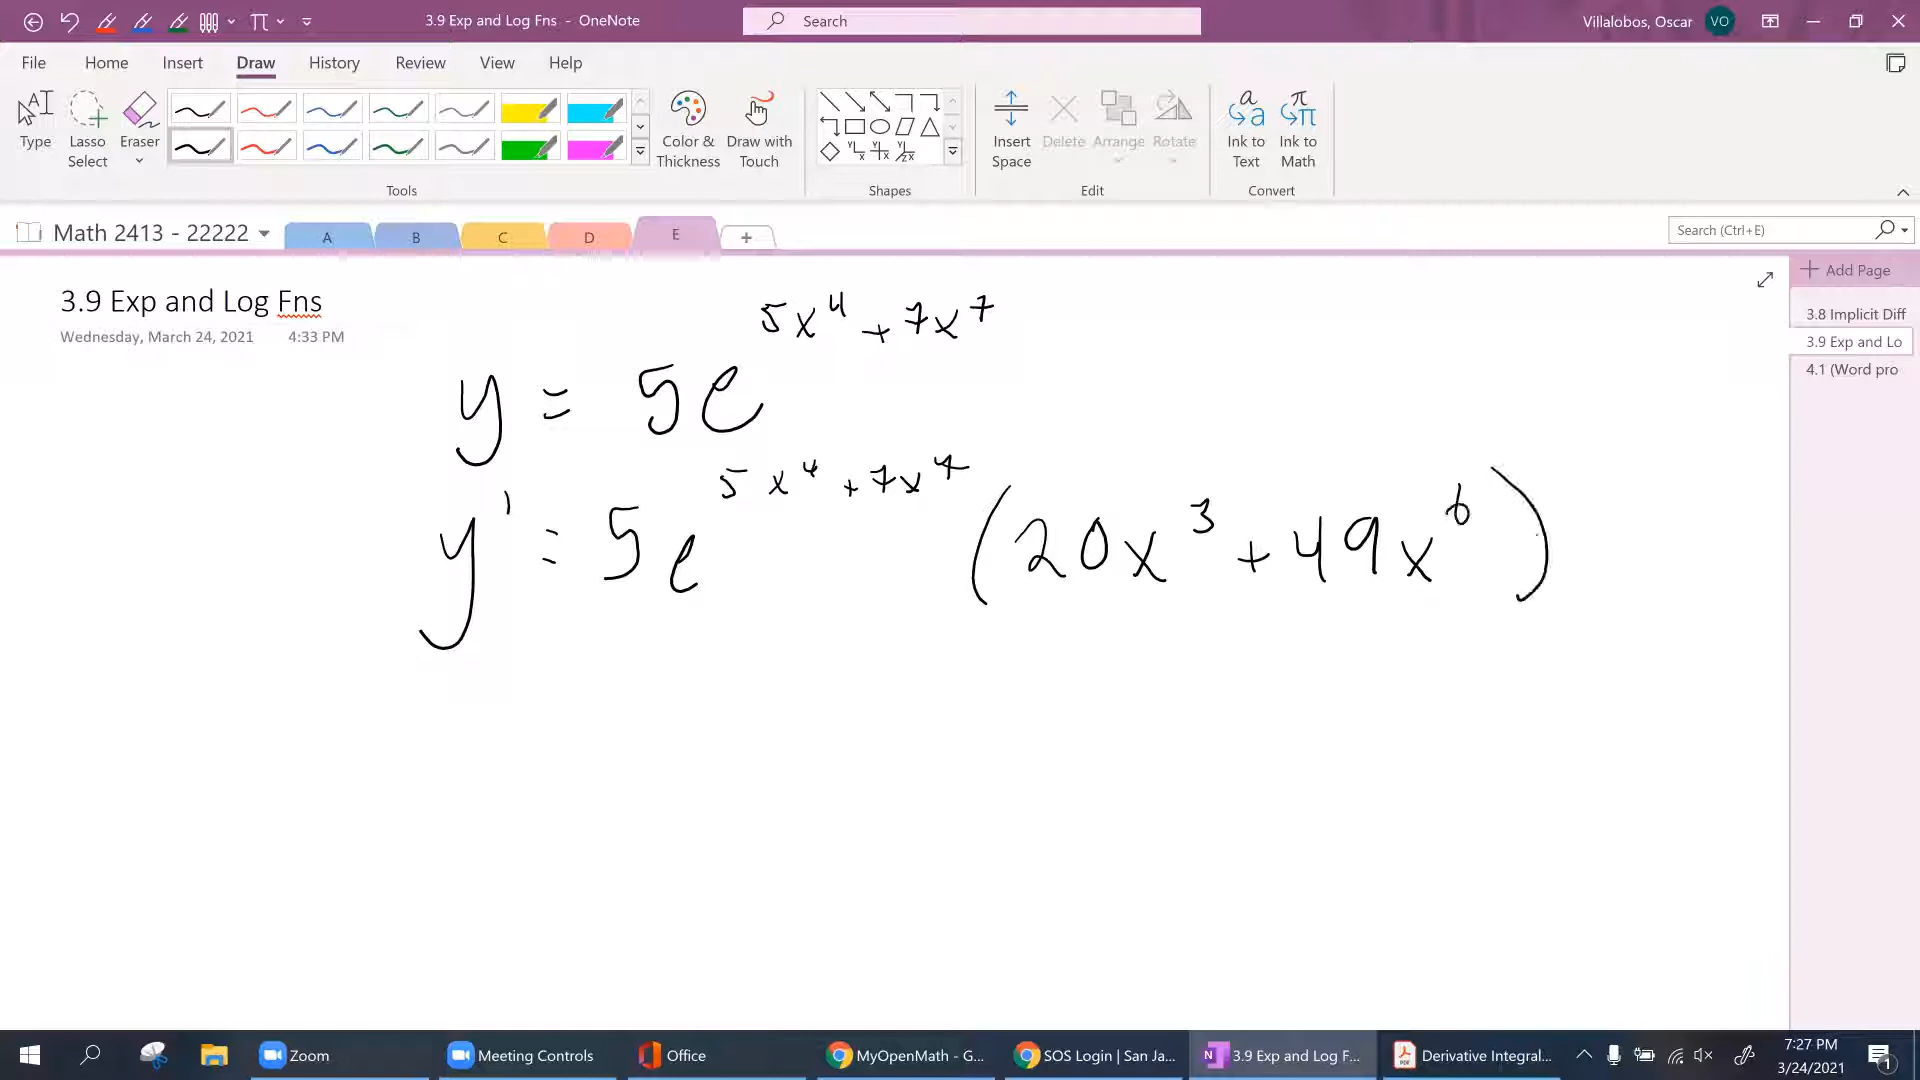 3.9 Exp and Log Fns - OneNote
Search
Villalobos, Oscar VO
File Home Insert Draw History Review View Help
Type
Lasso Select
Eraser
Color & Thickness
Draw with Touch
Insert Space
Delete
Arrange
Rotate
Ink to Text
Ink to Math
Tools
Shapes
Edit
Convert
Math 2413 - 22222
A B C D E
Search (Ctrl+E)
3.9 Exp and Log Fns
Wednesday, March 24, 2021 4:33 PM
Add Page
3.8 Implicit Diff
3.9 Exp and Lo
4.1 (Word pro
y = 5e^{5x^4 + 7x^7}
y' = 5e^{5x^4 + 7x^7} (20x^3 + 49x^6)
Zoom
Meeting Controls
Office
MyOpenMath - G...
SOS Login | San Ja...
3.9 Exp and Log F...
Derivative Integral...
7:27 PM
3/24/2021
1